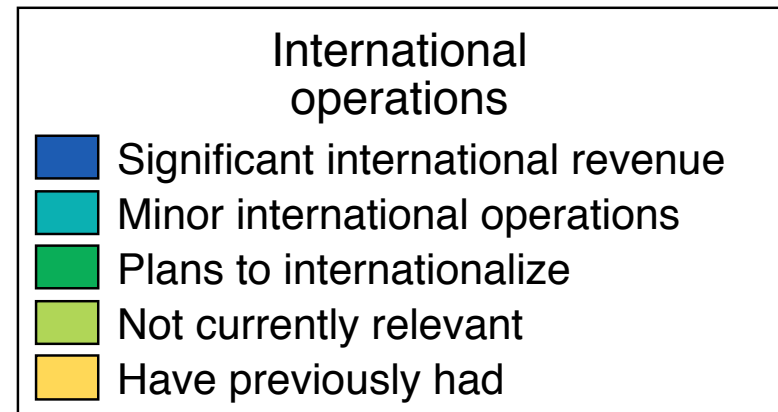 International
operations
Significant international revenue
Minor international operations
Plans to internationalize
Not currently relevant
Have previously had